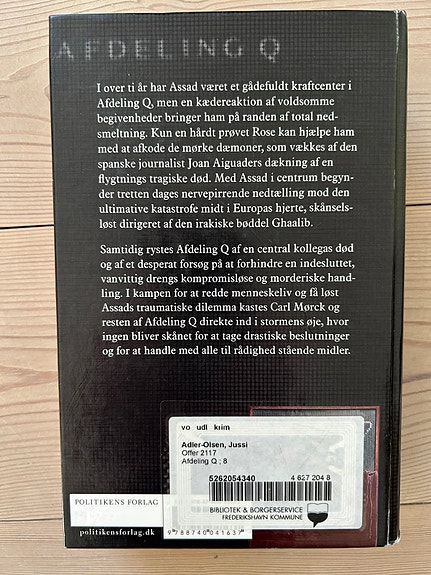 AFDELING Q
I over ti år har Assad været et gådefuldt kraftcenter i
Afdeling Q, men en kædereaktion af voldsomme
begivenheder bringer ham på randen af total ned-
smeltning. Kun en hårdt prøvet Rose kan hjælpe ham
med at afkode de mørke dæmoner, som vækkes af den
spanske journalist Joan Aiguaders dækning af en
flygtnings tragiske død. Med Assad i centrum begyn-
der tretten dages nervepirrende nedtælling mod den
ultimative katastrofe midt i Europas hjerte, skånsels-
løst dirigeret af den irakiske bøddel Ghaalib.
Samtidig rystes Afdeling Q af en central kollegas død
og af et desperat forsøg på at forhindre en indesluttet,
vanvittig drengs kompromisløse og morderiske hand-
ling. I kampen for at redde menneskeliv og få løst
Assads traumatiske dilemma kastes Carl Mørck og
resten af Afdeling Q direkte ind i stormens øje, hvor
ingen bliver skånet for at tage drastiske beslutninger
og for at handle med alle til rådighed stående midler.
vo udl krim
Adler-Olsen, Jussi
Offer 2117
Afdeling Q ; 8
5262054340 4 627 204 8
BIBLIOTEK & BORGERSERVICE
FREDERIKSHAVN KOMMUNE
POLITIKENS FORLAG
politikensforlag.dk
9 788740 041637